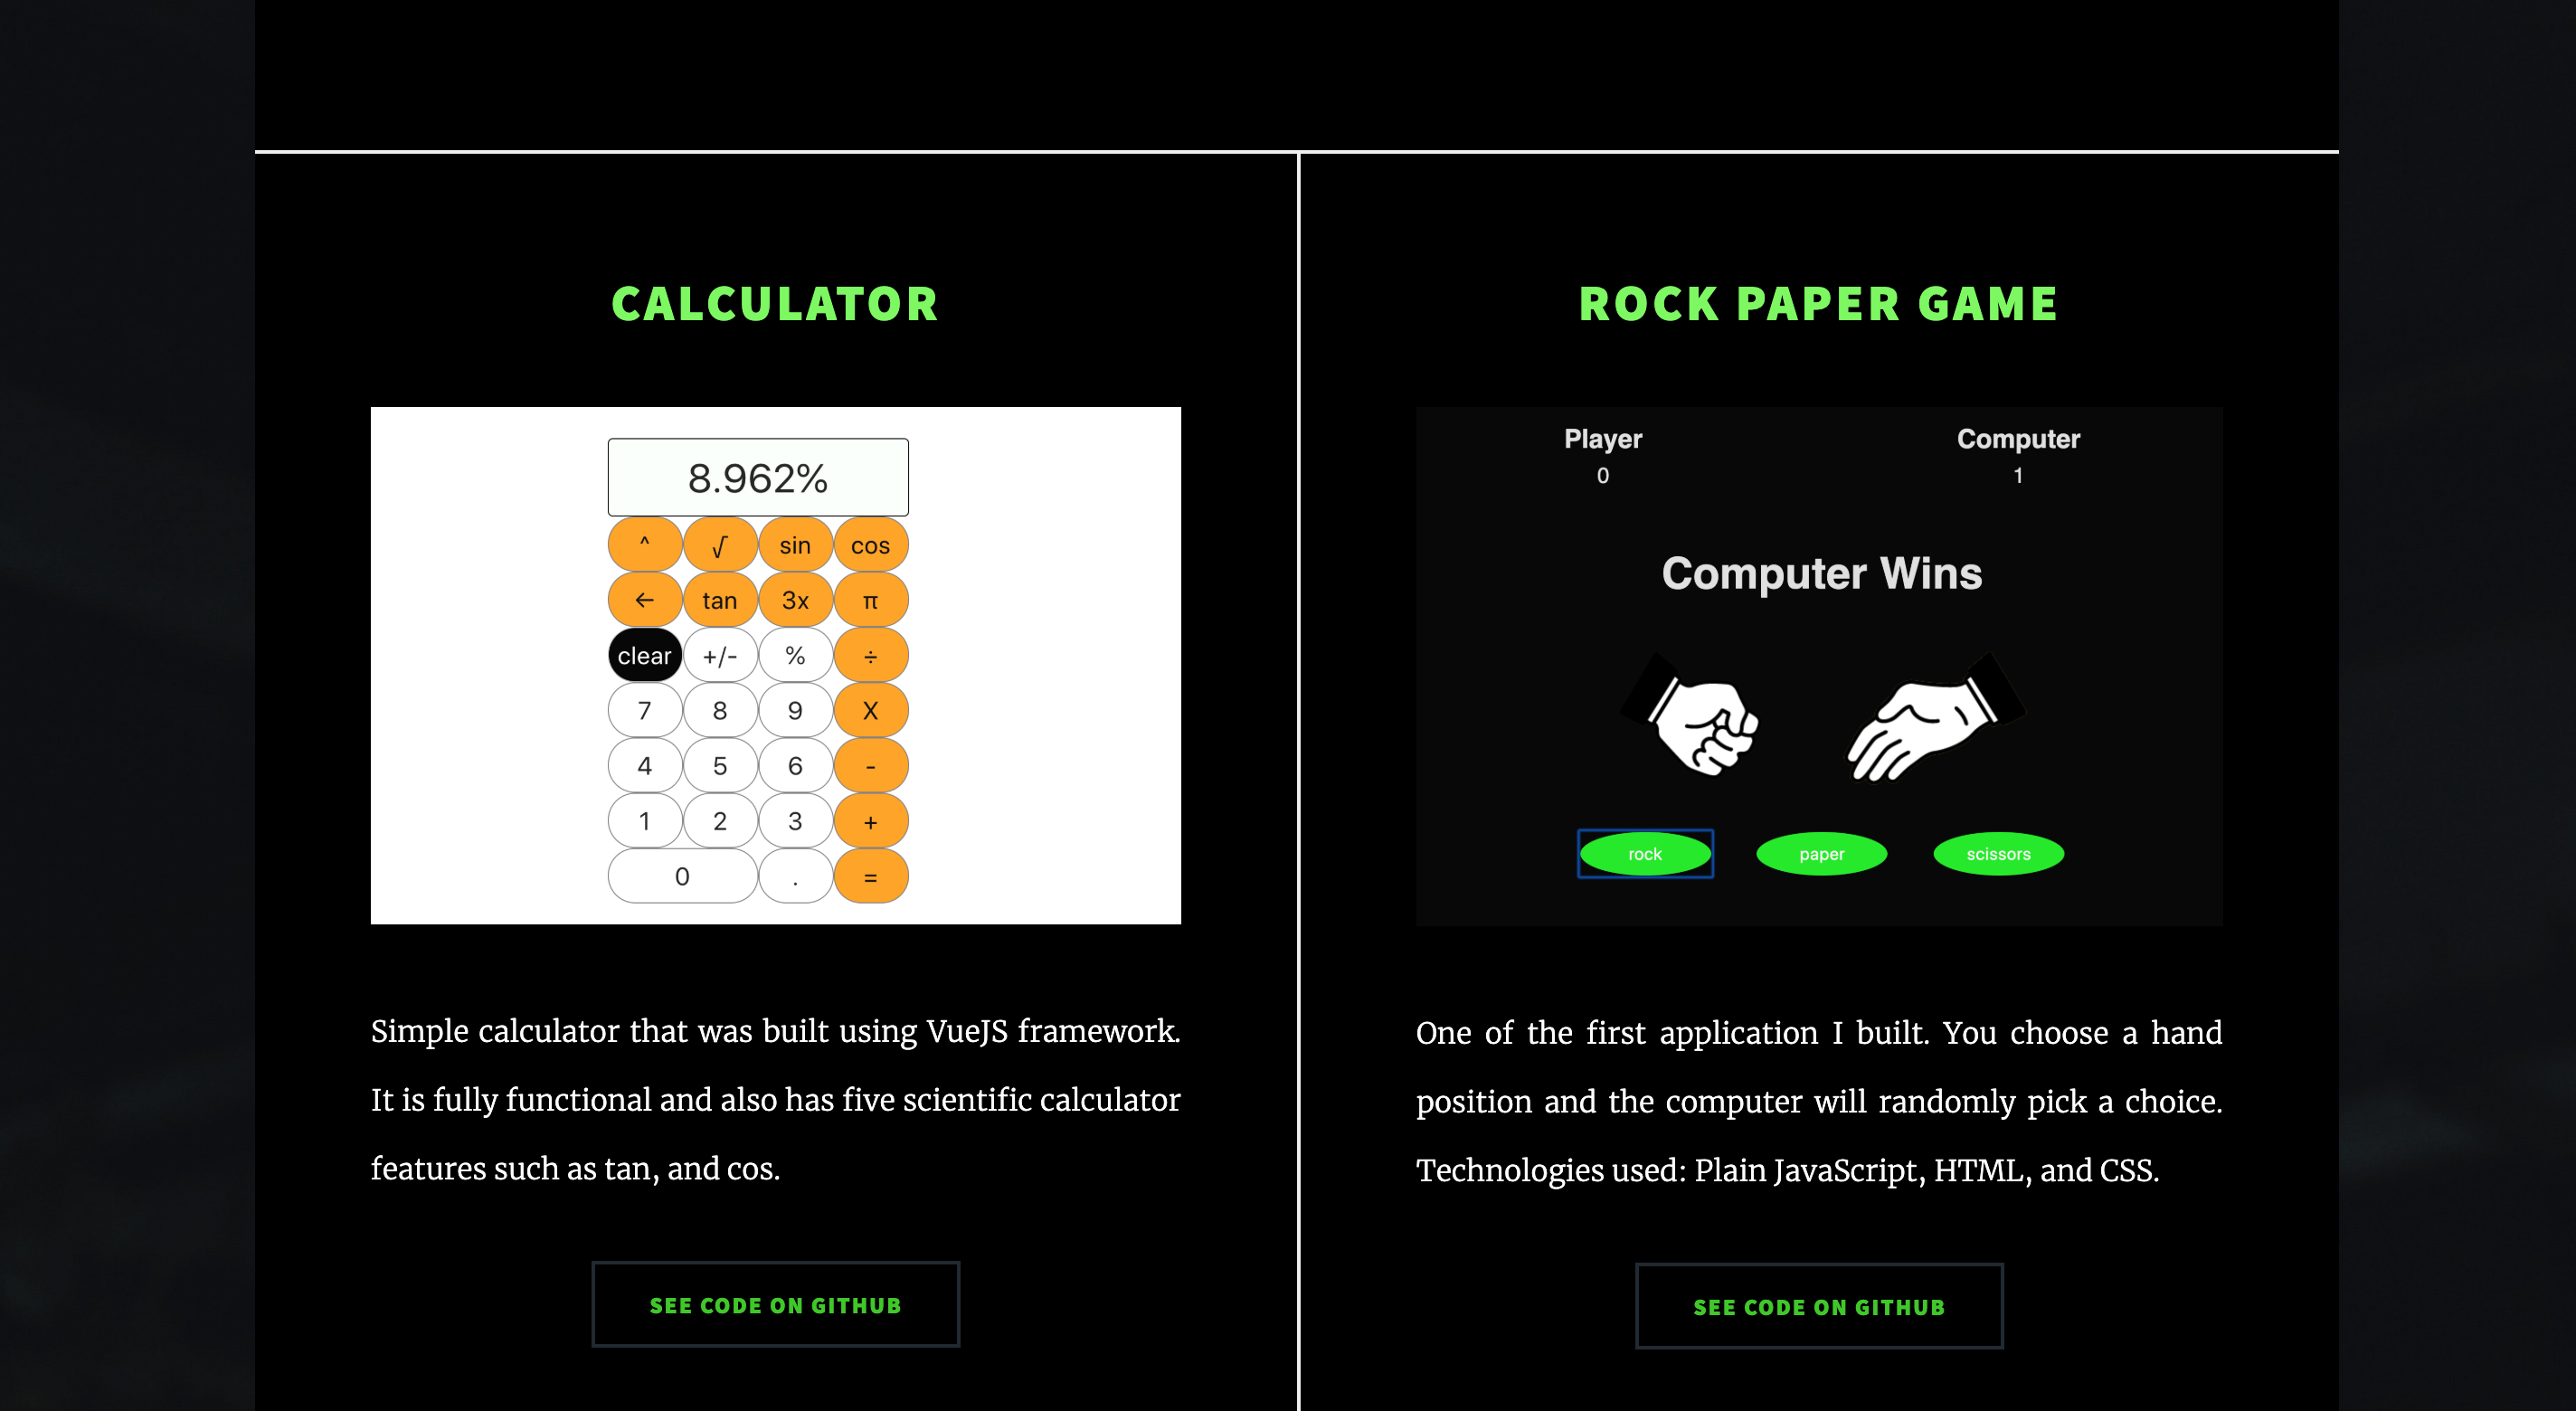 CALCULATOR
8.962%
^ √ sin cos
← tan 3x π
clear +/- % ÷
7 8 9 X
4 5 6 -
1 2 3 +
0 . =
Simple calculator that was built using VueJS framework.
It is fully functional and also has five scientific calculator
features such as tan, and cos.
SEE CODE ON GITHUB
ROCK PAPER GAME
Player Computer
0 1
Computer Wins
rock paper scissors
One of the first application I built. You choose a hand
position and the computer will randomly pick a choice.
Technologies used: Plain JavaScript, HTML, and CSS.
SEE CODE ON GITHUB